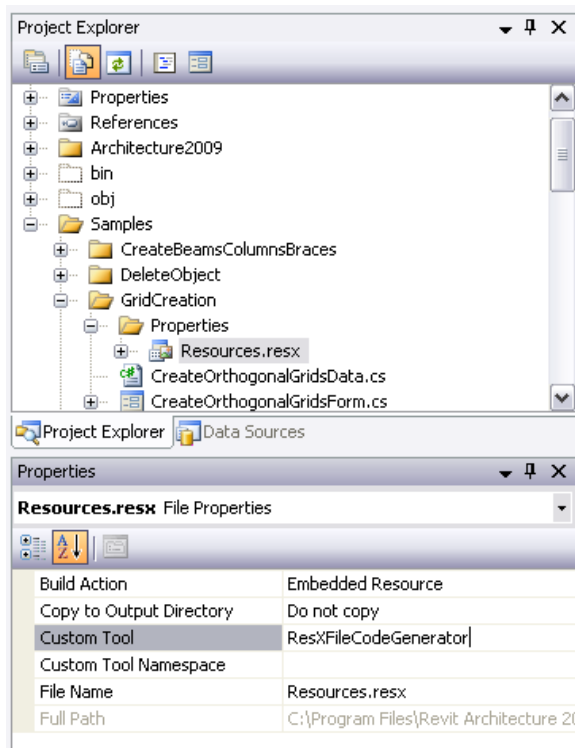 Project Explorer
Properties
References
Architecture2009
bin
obj
Samples
CreateBeamsColumnsBraces
DeleteObject
GridCreation
Properties
Resources.resx
CreateOrthogonalGridsData.cs
CreateOrthogonalGridsForm.cs
Project Explorer Data Sources
Properties
Resources.resx File Properties
Build Action Embedded Resource
Copy to Output Directory Do not copy
Custom Tool ResXFileCodeGenerator
Custom Tool Namespace
File Name Resources.resx
Full Path C:\Program Files\Revit Architecture 20